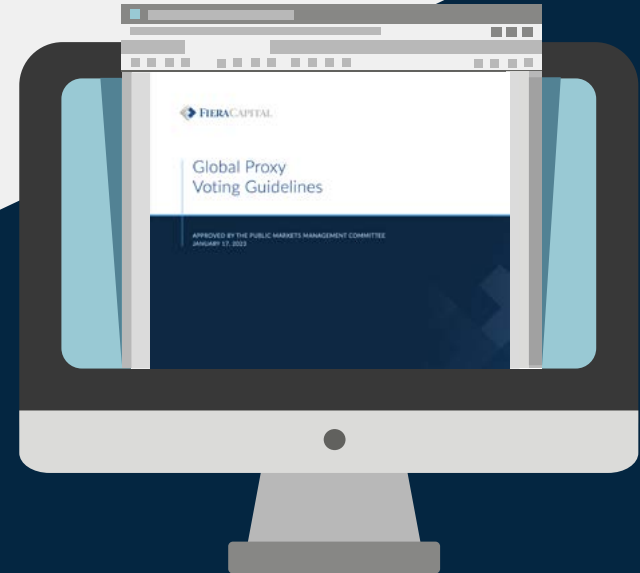 FIERACAPITAL
Global Proxy
Voting Guidelines
APPROVED BY THE PUBLIC MARKETS MANAGEMENT COMMITTEE
JANUARY 17, 2023